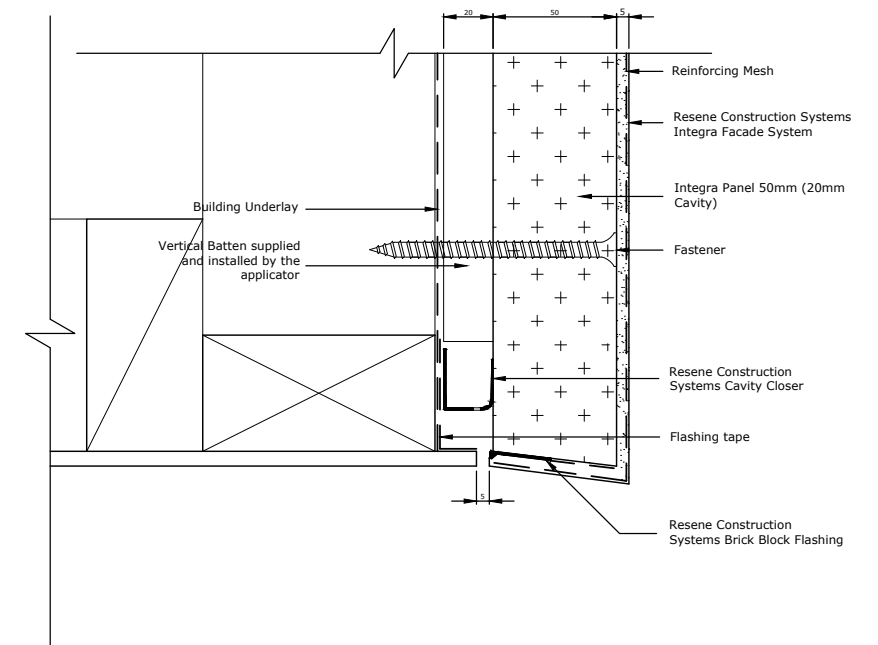 20
50
5
Reinforcing Mesh
Resene Construction Systems
Integra Facade System
Integra Panel 50mm (20mm
Cavity)
Building Underlay
Vertical Batten supplied
and installed by the
applicator
Fastener
Resene Construction
Systems Cavity Closer
Flashing tape
5
Resene Construction
Systems Brick Block Flashing